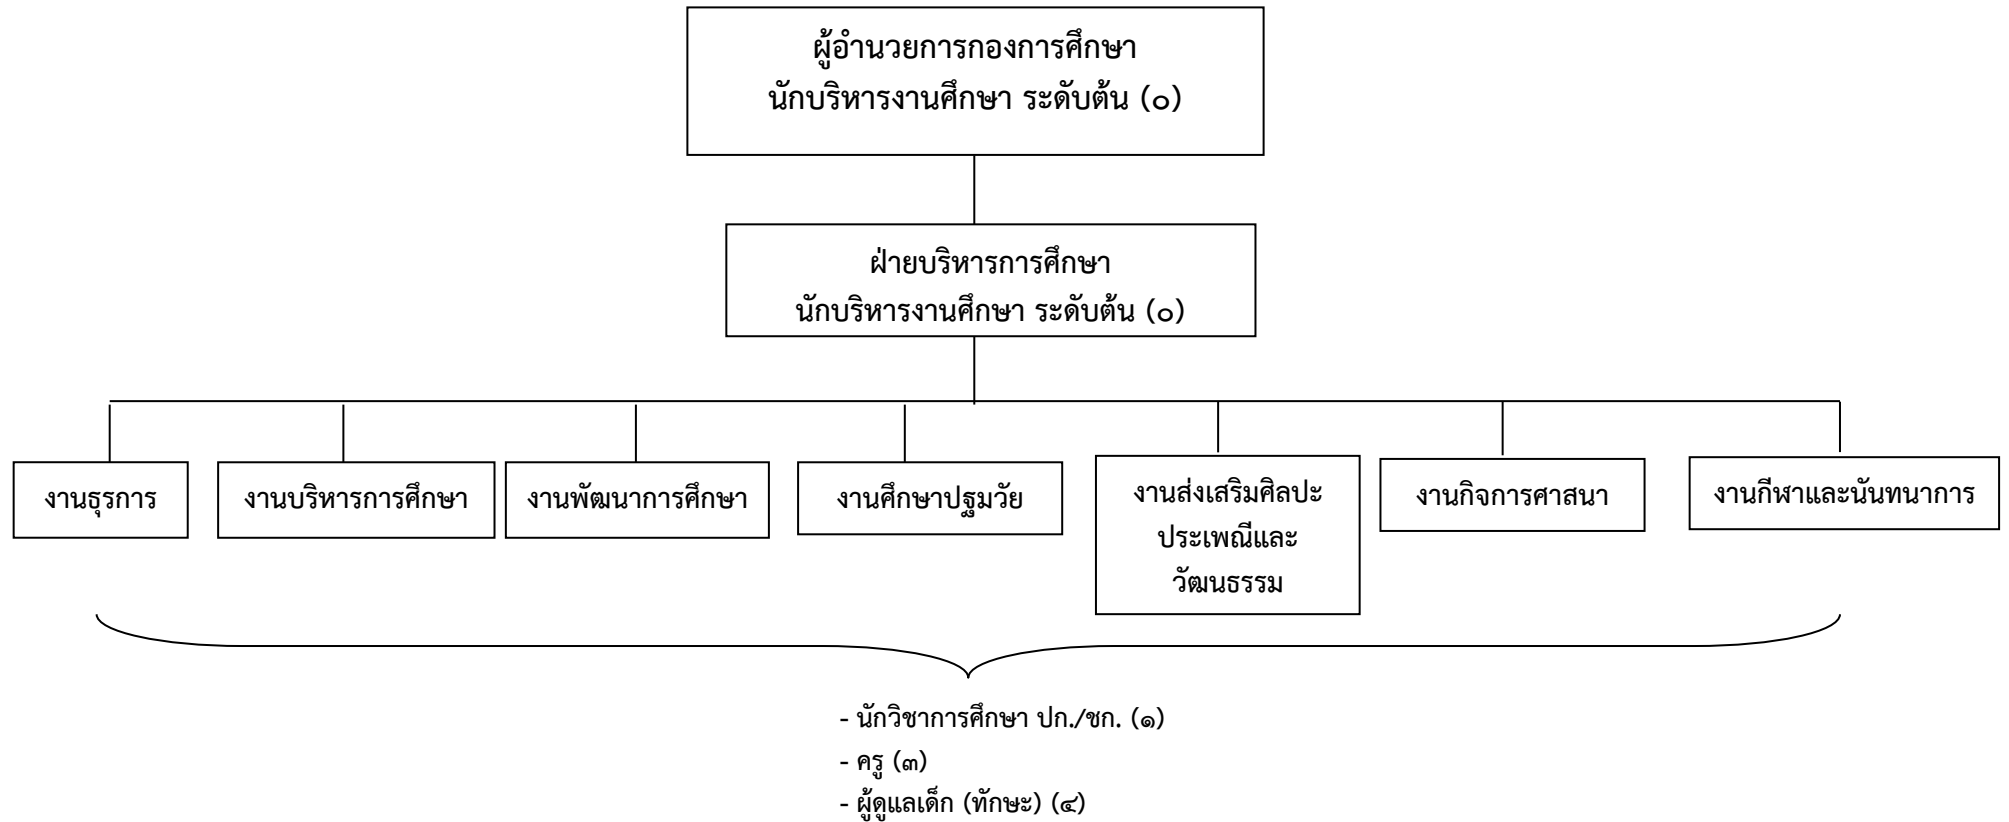 ผู้อำนวยการกองการศึกษา
นักบริหารงานศึกษา ระดับต้น (๐)
ฝ่ายบริหารการศึกษา
นักบริหารงานศึกษา ระดับต้น (๐)
งานธุรการ
งานบริหารการศึกษา
งานพัฒนาการศึกษา
งานศึกษาปฐมวัย
งานส่งเสริมศิลปะ
ประเพณีและ
วัฒนธรรม
งานกิจการศาสนา
งานกีฬาและนันทนาการ
- นักวิชาการศึกษา ปก./ชก. (๑)
- ครู (๓)
- ผู้ดูแลเด็ก (ทักษะ) (๔)